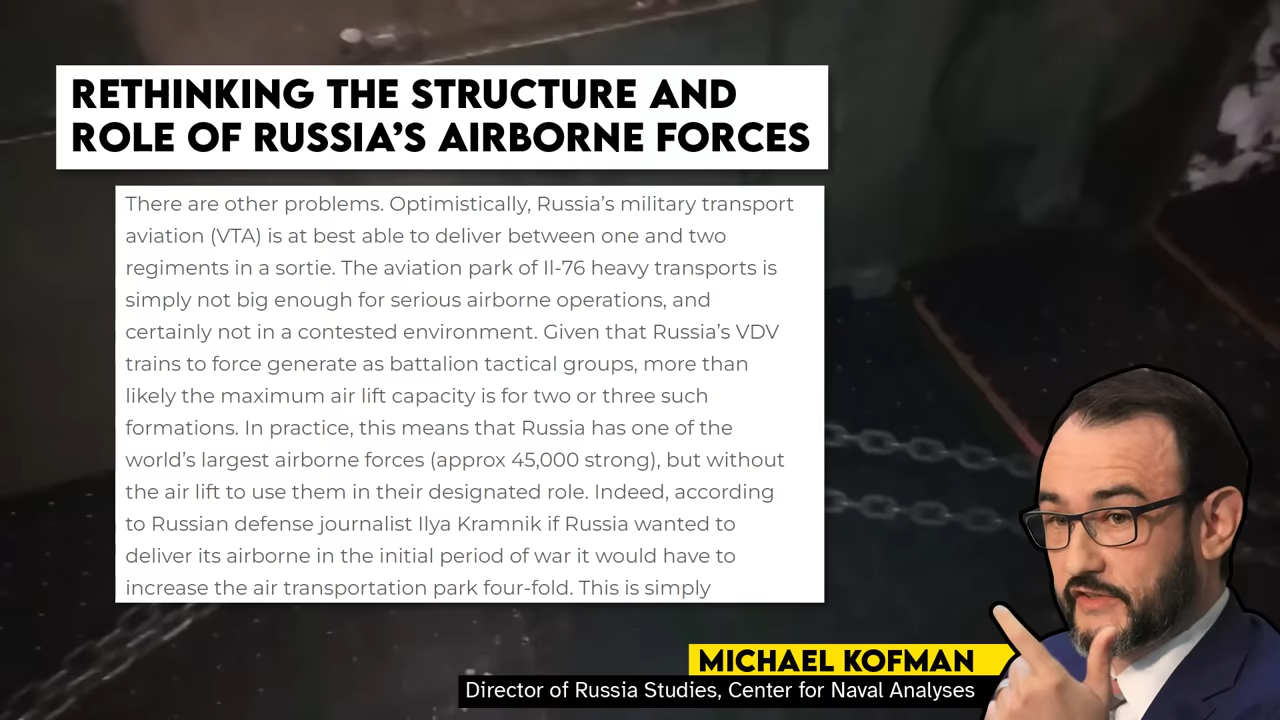 RETHINKING THE STRUCTURE AND
ROLE OF RUSSIA’S AIRBORNE FORCES
There are other problems. Optimistically, Russia’s military transport
aviation (VTA) is at best able to deliver between one and two
regiments in a sortie. The aviation park of Il-76 heavy transports is
simply not big enough for serious airborne operations, and
certainly not in a contested environment. Given that Russia’s VDV
trains to force generate as battalion tactical groups, more than
likely the maximum air lift capacity is for two or three such
formations. In practice, this means that Russia has one of the
world’s largest airborne forces (approx 45,000 strong), but without
the air lift to use them in their designated role. Indeed, according
to Russian defense journalist Ilya Kramnik if Russia wanted to
deliver its airborne in the initial period of war it would have to
increase the air transportation park four-fold. This is simply
MICHAEL KOFMAN
Director of Russia Studies, Center for Naval Analyses